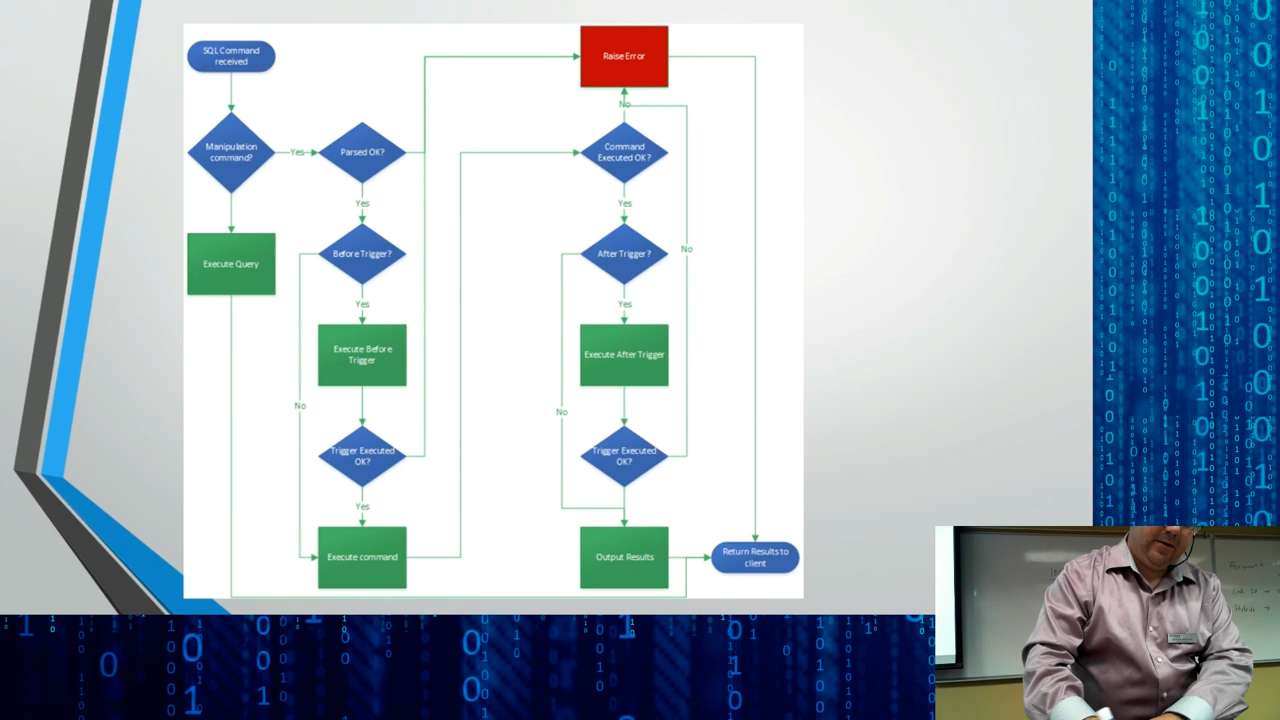 SQL Command
received
Manipulation
command?
Yes
Parsed OK?
Raise Error
No
Command
Executed OK?
Yes
Yes
Execute Query
Before Trigger?
After Trigger?
No
Yes
Yes
Execute Before
Trigger
Execute After Trigger
No
No
Trigger Executed
OK?
Trigger Executed
OK?
Yes
Execute command
Output Results
Return Results to
client